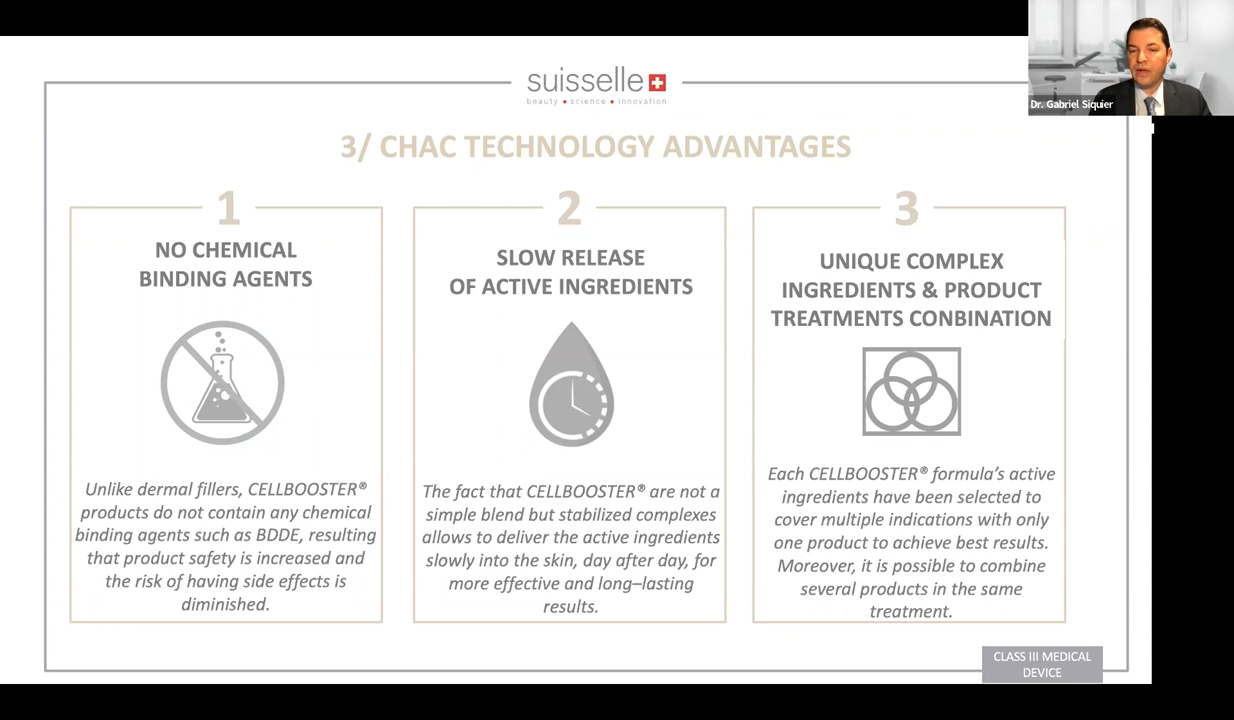 suisselle
beauty ▪ science ▪ innovation
Dr. Gabriel Siquier
3/ CHAC TECHNOLOGY ADVANTAGES
1
NO CHEMICAL
BINDING AGENTS
Unlike dermal fillers, CELLBOOSTER®
products do not contain any chemical
binding agents such as BDDE, resulting
that product safety is increased and
the risk of having side effects is
diminished.
2
SLOW RELEASE
OF ACTIVE INGREDIENTS
The fact that CELLBOOSTER® are not a
simple blend but stabilized complexes
allows to deliver the active ingredients
slowly into the skin, day after day, for
more effective and long–lasting
results.
3
UNIQUE COMPLEX
INGREDIENTS & PRODUCT
TREATMENTS CONBINATION
Each CELLBOOSTER® formula’s active
ingredients have been selected to
cover multiple indications with only
one product to achieve best results.
Moreover, it is possible to combine
several products in the same
treatment.
CLASS III MEDICAL
DEVICE